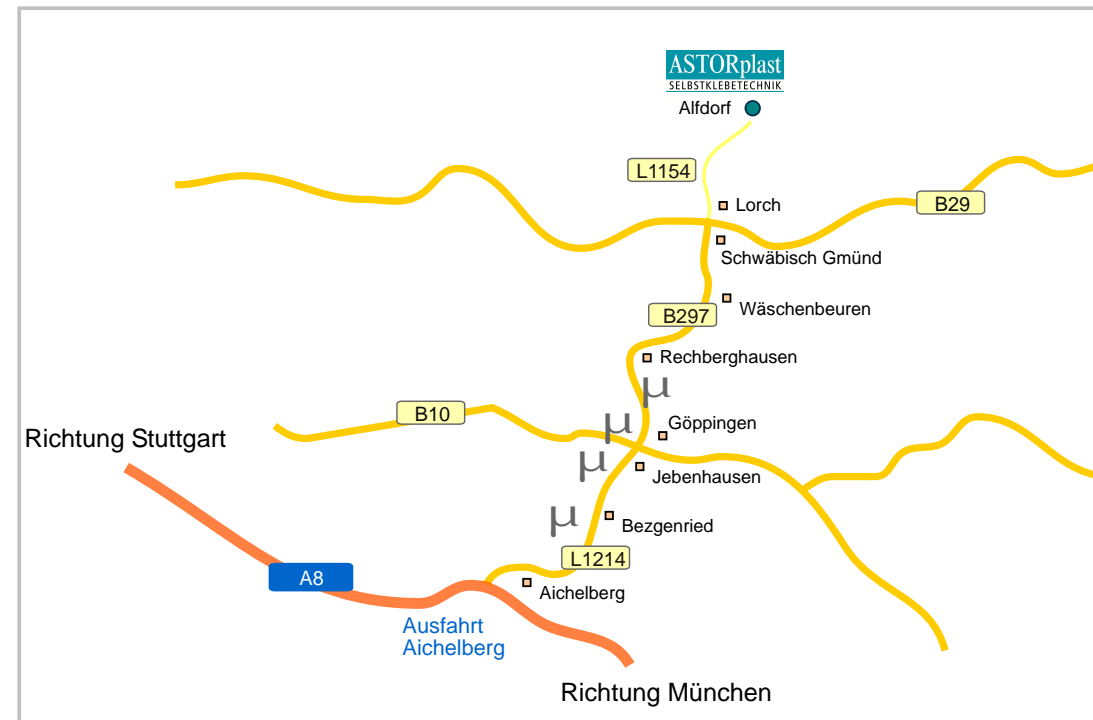 ASTORplast
SELBSTKLEBETECHNIK
Alfdorf
L1154
Lorch
B29
Schwäbisch Gmünd
Wäschenbeuren
B297
Rechberghausen
µ
B10
µ
Göppingen
Richtung Stuttgart
µ
Jebenhausen
µ
Bezgenried
L1214
A8
Aichelberg
Ausfahrt
Aichelberg
Richtung München